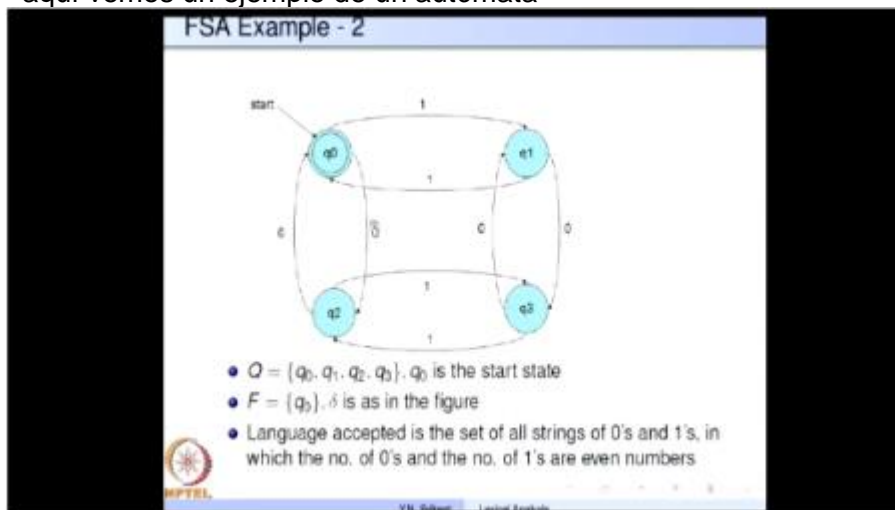 aquí vemos un ejemplo de un autómata
FSA Example - 2
start
1
q0
q1
1
0
0
0
0
1
q2
q3
1
Q = {q₀, q₁, q₂, q₃}, q₀ is the start state
F = {q₀}, δ is as in the figure
Language accepted is the set of all strings of 0's and 1's, in
which the no. of 0's and the no. of 1's are even numbers
NPTEL
Y.N. Srikant Lexical Analysis